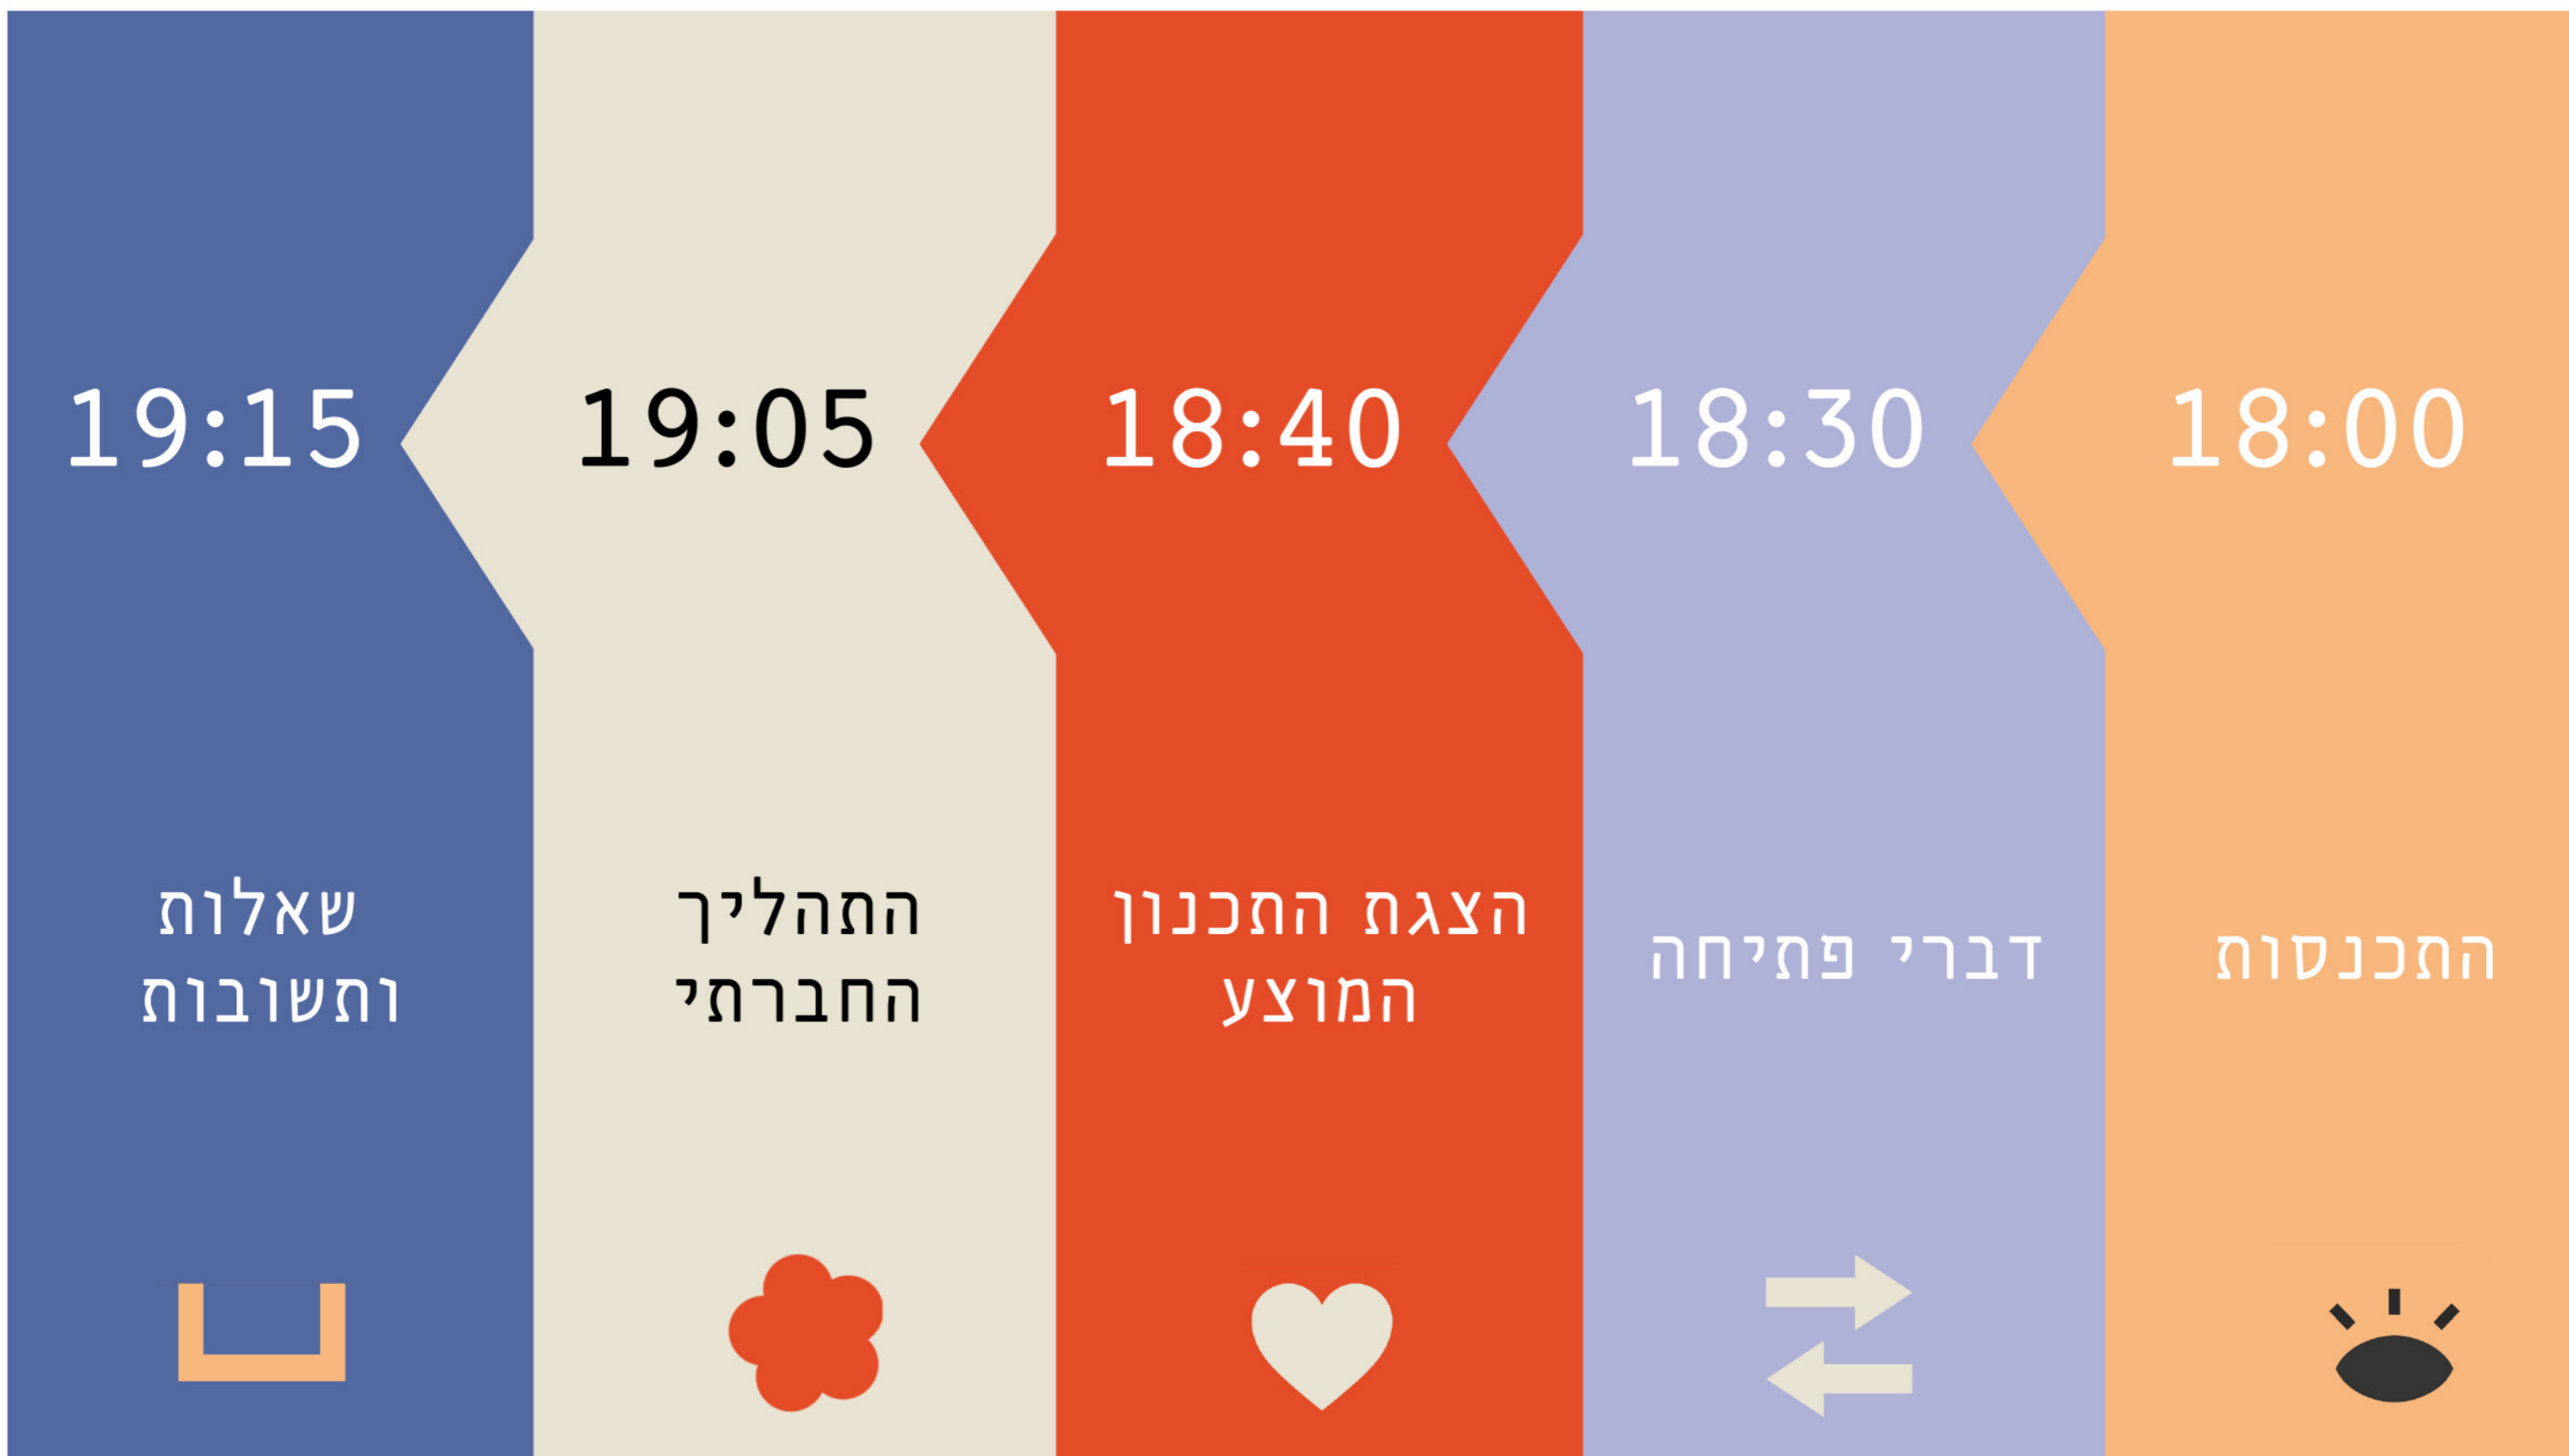 18:00
התכנסות
18:30
דברי פתיחה
18:40
הצגת התכנון
המוצע
19:05
התהליך
החברתי
19:15
שאלות
ותשובות